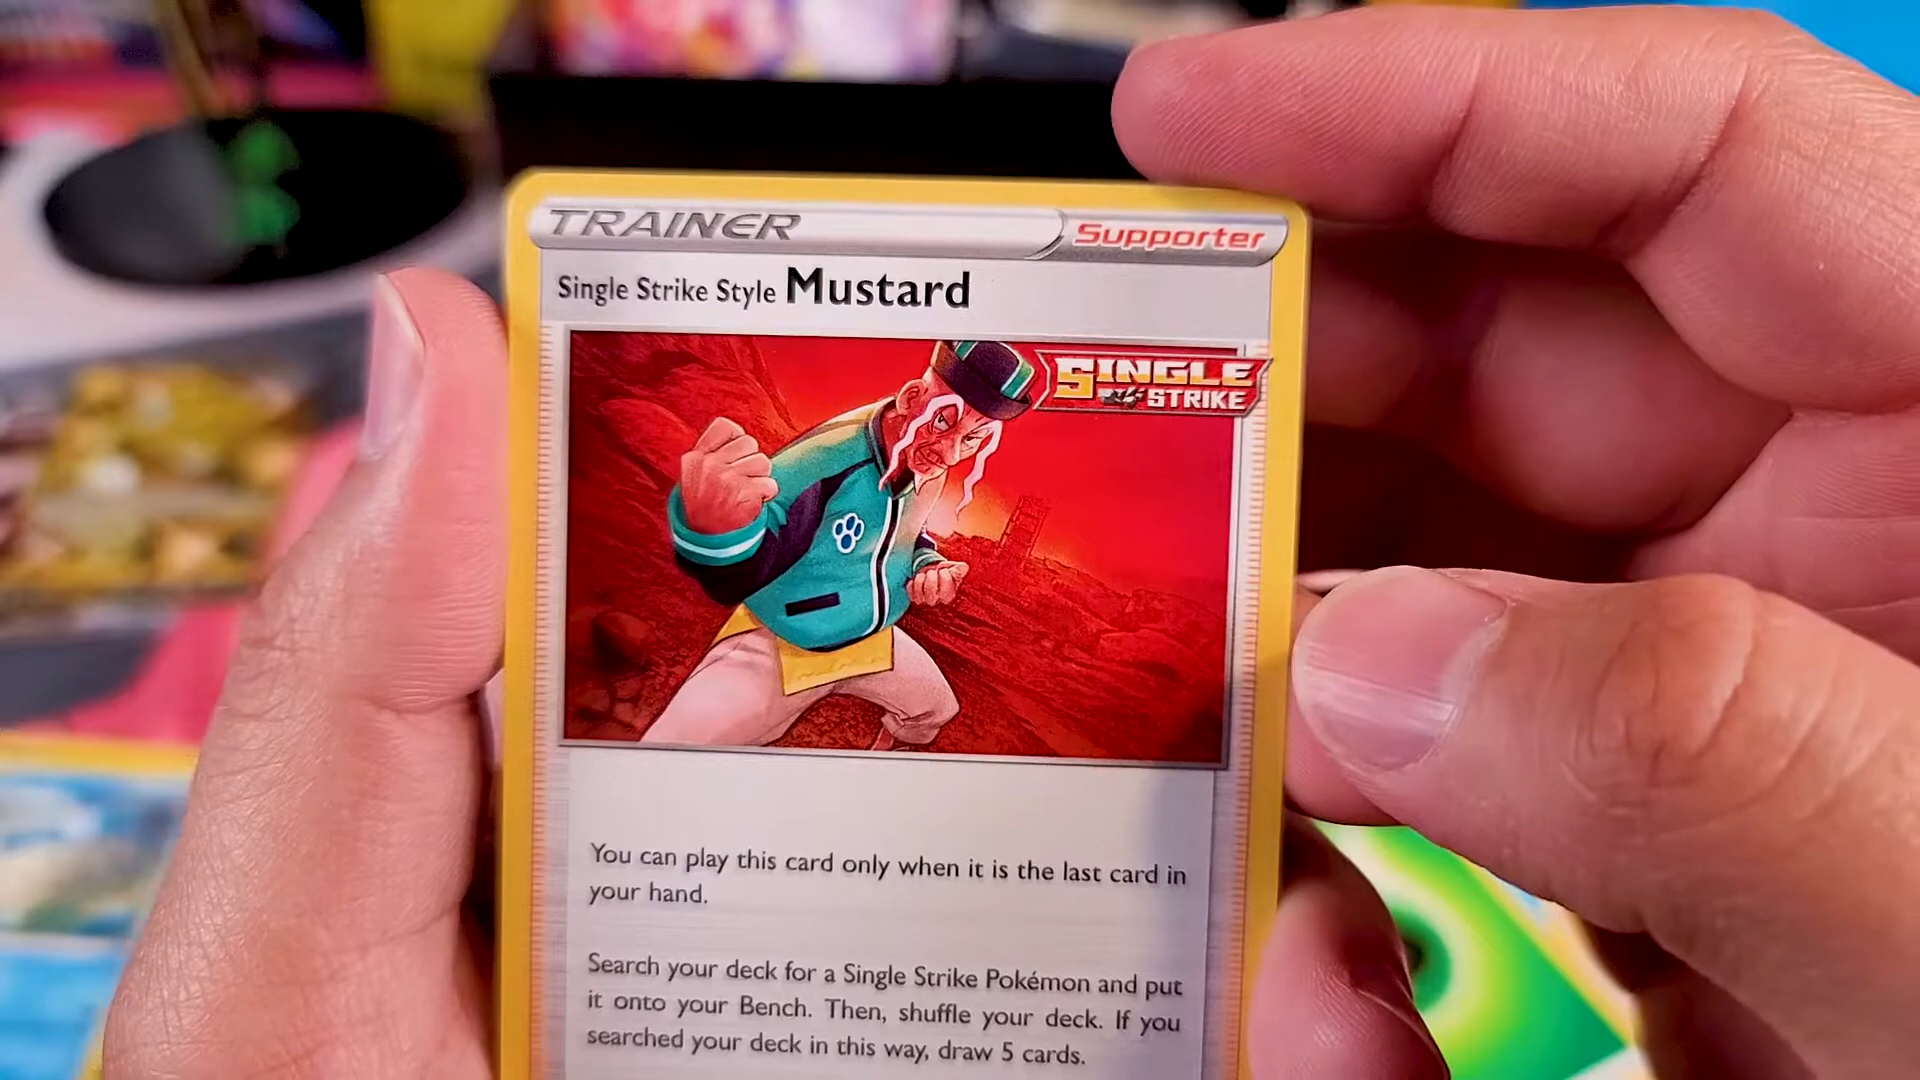 TRAINER Supporter
Single Strike Style Mustard
SINGLE
STRIKE
You can play this card only when it is the last card in
your hand.
Search your deck for a Single Strike Pokémon and put
it onto your Bench. Then, shuffle your deck. If you
searched your deck in this way, draw 5 cards.